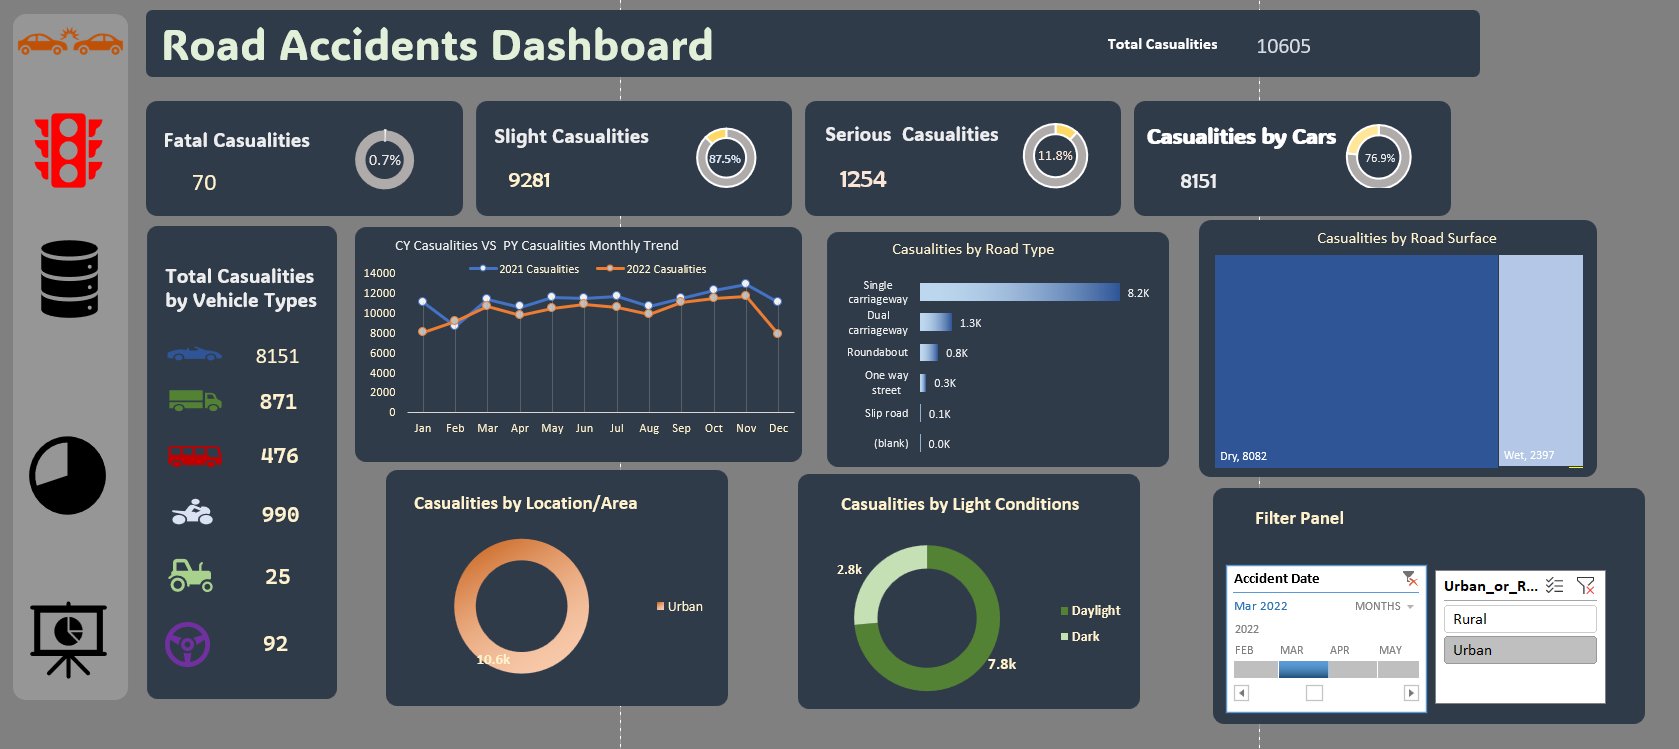 Road Accidents Dashboard
Total Casualities 10605
Fatal Casualities
70
0.7%
Slight Casualities
9281
87.5%
Serious  Casualities
1254
11.8%
Casualities by Cars
8151
76.9%
Total Casualities
by Vehicle Types
8151
871
476
990
25
92
CY Casualities VS  PY Casualities Monthly Trend
2021 Casualities 2022 Casualities
14000
12000
10000
8000
6000
4000
2000
0
Jan Feb Mar Apr May Jun Jul Aug Sep Oct Nov Dec
Casualities by Road Type
Single
carriageway 8.2K
Dual
carriageway 1.3K
Roundabout 0.8K
One way
street 0.3K
Slip road 0.1K
(blank) 0.0K
Casualities by Road Surface
Dry, 8082
Wet, 2397
Casualities by Location/Area
10.6k
Urban
Casualities by Light Conditions
2.8k
7.8k
Daylight
Dark
Filter Panel
Accident Date
Mar 2022 MONTHS
2022
FEB MAR APR MAY
Urban_or_R...
Rural
Urban